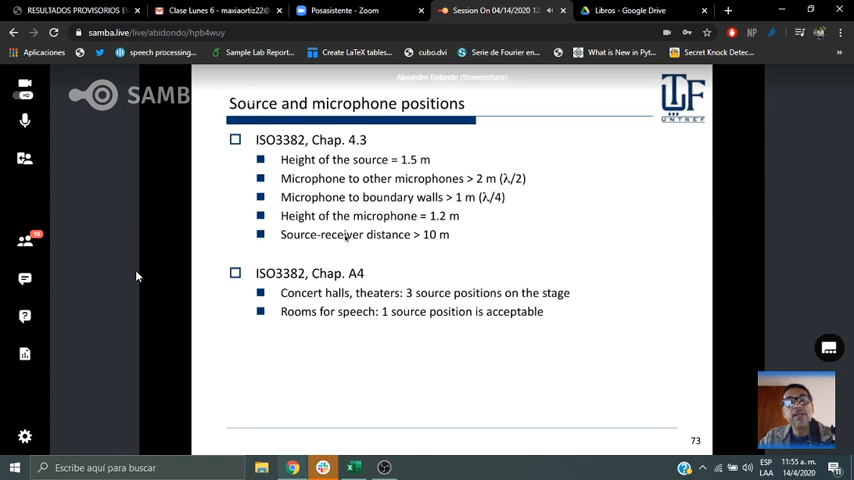 RESULTADOS PROVISORIOS E
Clase Lunes 6 - maxiaortiz22@
Posasistente - Zoom
Session On 04/14/2020 12
Libros - Google Drive
samba.live/live/abidondo/hpb4wuy
Aplicaciones
speech processing...
Sample Lab Report...
Create LaTeX tables...
cubo.dvi
Serie de Fourier en...
What is New in Pyt...
Secret Knock Detec...
NP
Alejandro Bidondo (Screenshare)
SAMB
UNTREF
Source and microphone positions
ISO3382, Chap. 4.3
Height of the source = 1.5 m
Microphone to other microphones > 2 m (λ/2)
Microphone to boundary walls > 1 m (λ/4)
Height of the microphone = 1.2 m
Source-receiver distance > 10 m
ISO3382, Chap. A4
Concert halls, theaters: 3 source positions on the stage
Rooms for speech: 1 source position is acceptable
HD
10
73
Escribe aquí para buscar
ESP
LAA
11:55 a. m.
14/4/2020